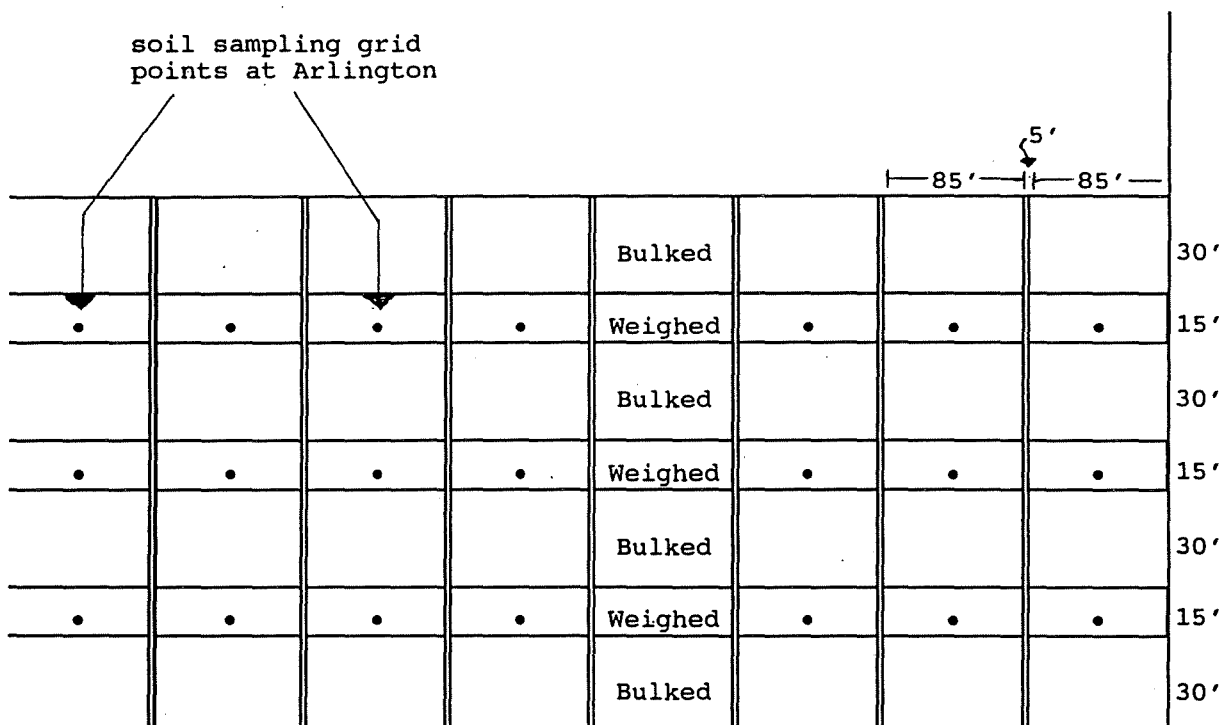 soil sampling grid
points at Arlington
5'
85' 85'
Bulked 30'
Weighed 15'
Bulked 30'
Weighed 15'
Bulked 30'
Weighed 15'
Bulked 30'